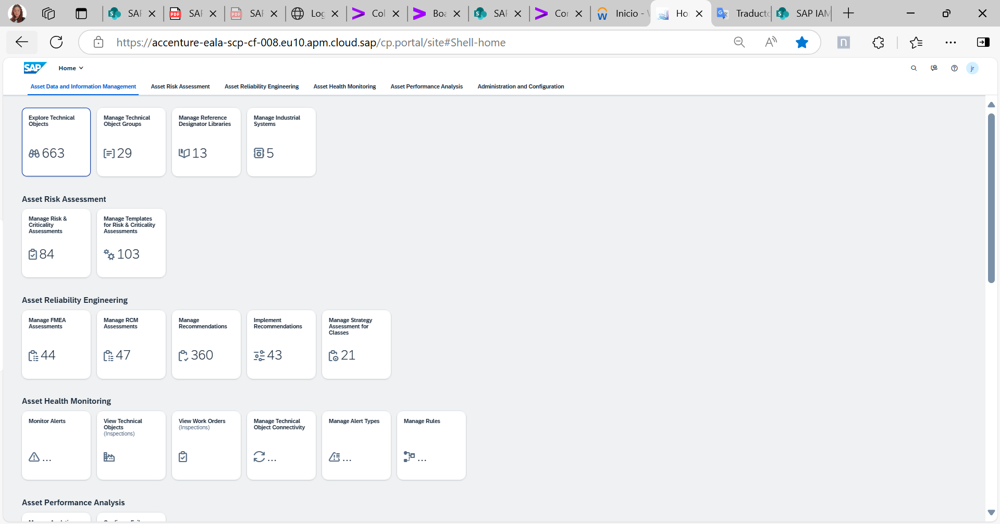 SAP
SAP
SAP
Log
Col
Boa
SAP
Cor
Inicio -
Ho
Traducto
SAP IAM
https://accenture-eala-scp-cf-008.eu10.apm.cloud.sap/cp.portal/site#Shell-home
SAP Home
jr
Asset Data and Information Management Asset Risk Assessment Asset Reliability Engineering Asset Health Monitoring Asset Performance Analysis Administration and Configuration
Explore Technical
Objects
663
Manage Technical
Object Groups
29
Manage Reference
Designator Libraries
13
Manage Industrial
Systems
5
Asset Risk Assessment
Manage Risk &
Criticality
Assessments
84
Manage Templates
for Risk & Criticality
Assessments
103
Asset Reliability Engineering
Manage FMEA
Assessments
44
Manage RCM
Assessments
47
Manage
Recommendations
360
Implement
Recommendations
43
Manage Strategy
Assessment for
Classes
21
Asset Health Monitoring
Monitor Alerts
...
View Technical
Objects
(Inspections)
View Work Orders
(Inspections)
Manage Technical
Object Connectivity
...
Manage Alert Types
...
Manage Rules
...
Asset Performance Analysis